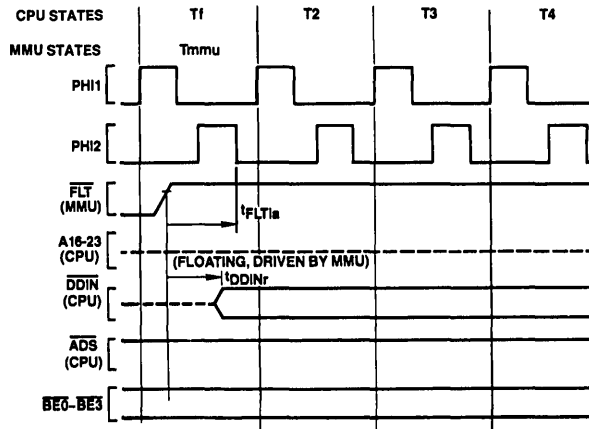 CPU STATES Tf T2 T3 T4
MMU STATES Tmmu
PHI1
PHI2
FLT
(MMU)
tFLTia
A16-23
(CPU)
(FLOATING, DRIVEN BY MMU)
tDDINr
DDIN
(CPU)
ADS
(CPU)
BE0-BE3